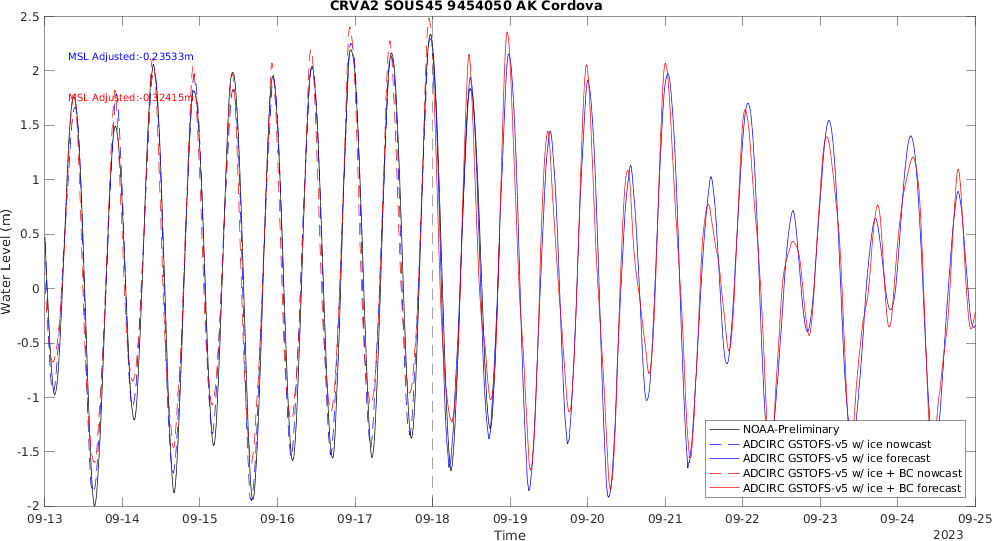 CRVA2 SOUS45 9454050 AK Cordova
MSL Adjusted:-0.23533m
MSL Adjusted:-0.32415m
Water Level (m)
2.5
2
1.5
1
0.5
0
-0.5
-1
-1.5
-2
NOAA-Preliminary
ADCIRC GSTOFS-v5 w/ ice nowcast
ADCIRC GSTOFS-v5 w/ ice forecast
ADCIRC GSTOFS-v5 w/ ice + BC nowcast
ADCIRC GSTOFS-v5 w/ ice + BC forecast
09-13 09-14 09-15 09-16 09-17 09-18 09-19 09-20 09-21 09-22 09-23 09-24 09-25
Time
2023